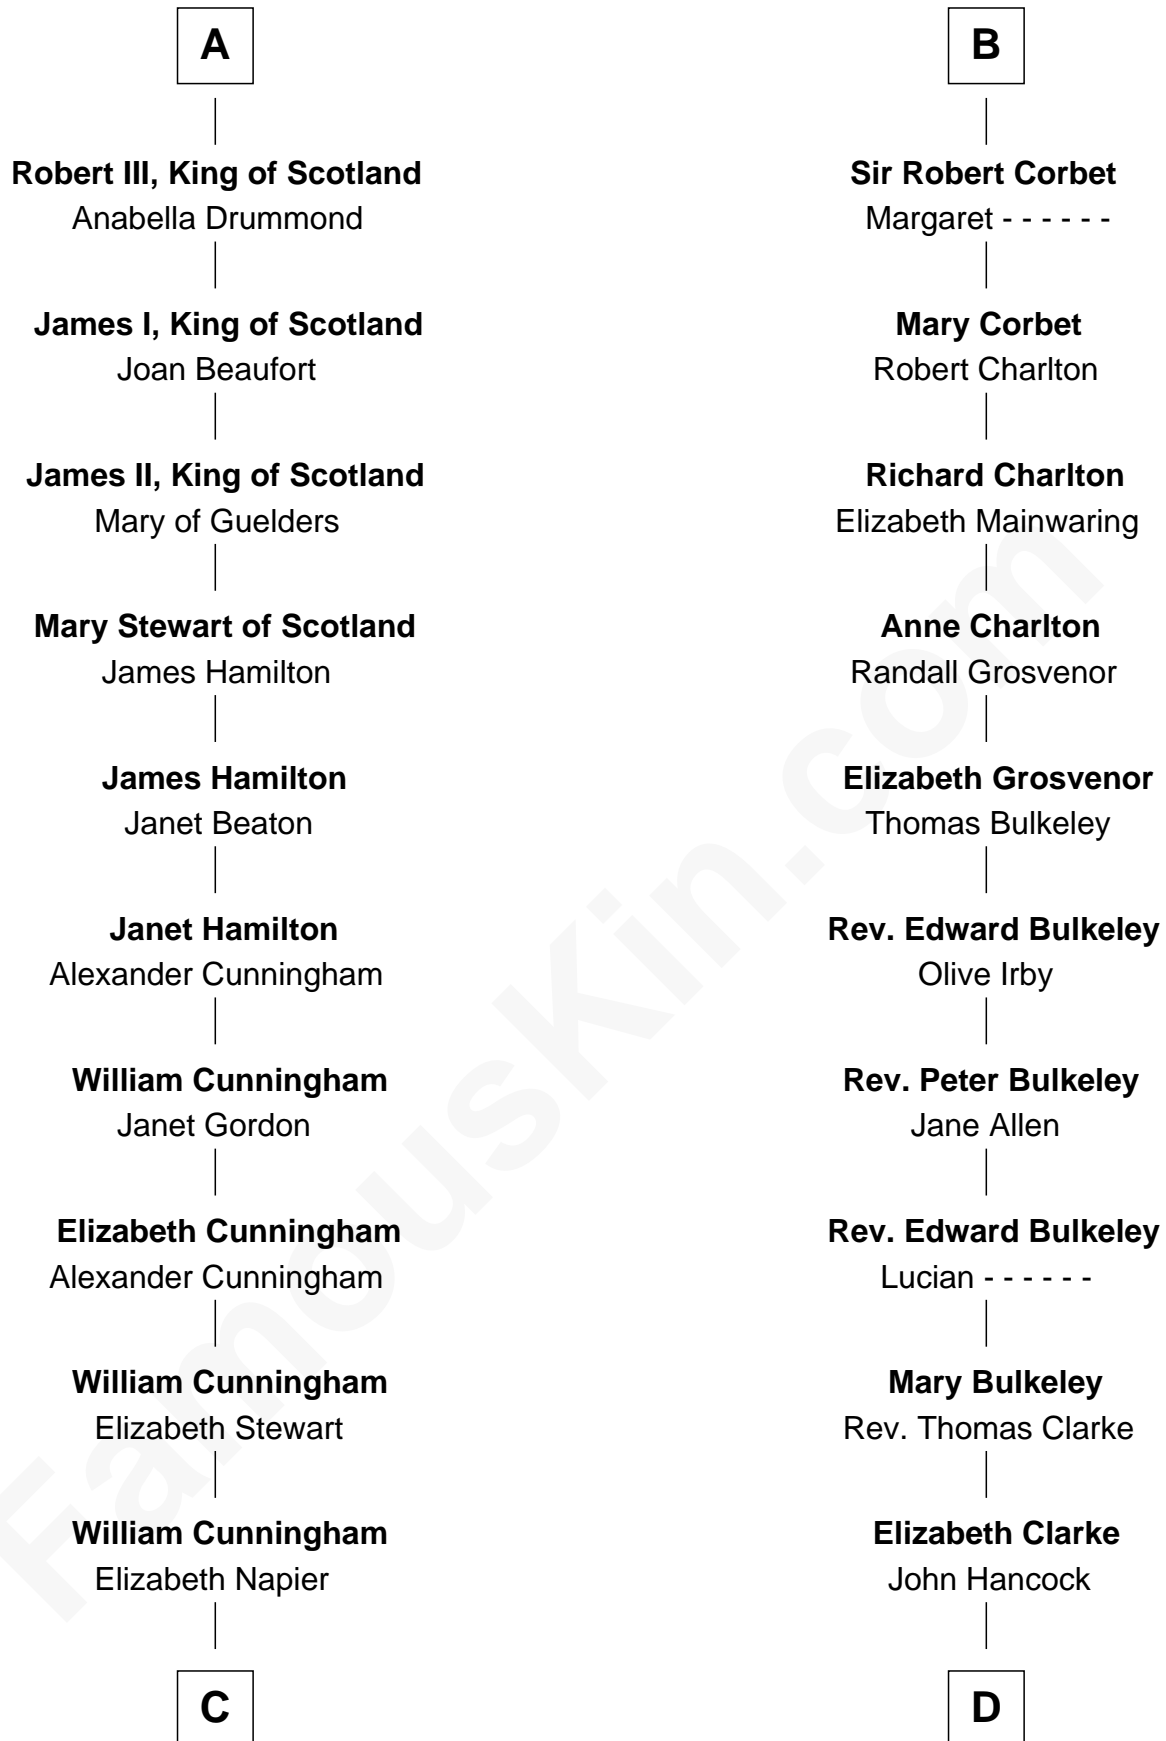 A
Robert III, King of Scotland
Anabella Drummond
James I, King of Scotland
Joan Beaufort
James II, King of Scotland
Mary of Guelders
Mary Stewart of Scotland
James Hamilton
James Hamilton
Janet Beaton
Janet Hamilton
Alexander Cunningham
William Cunningham
Janet Gordon
Elizabeth Cunningham
Alexander Cunningham
William Cunningham
Elizabeth Stewart
William Cunningham
Elizabeth Napier
C
B
Sir Robert Corbet
Margaret - - - - - -
Mary Corbet
Robert Charlton
Richard Charlton
Elizabeth Mainwaring
Anne Charlton
Randall Grosvenor
Elizabeth Grosvenor
Thomas Bulkeley
Rev. Edward Bulkeley
Olive Irby
Rev. Peter Bulkeley
Jane Allen
Rev. Edward Bulkeley
Lucian - - - - - -
Mary Bulkeley
Rev. Thomas Clarke
Elizabeth Clarke
John Hancock
D
FamousKin.com